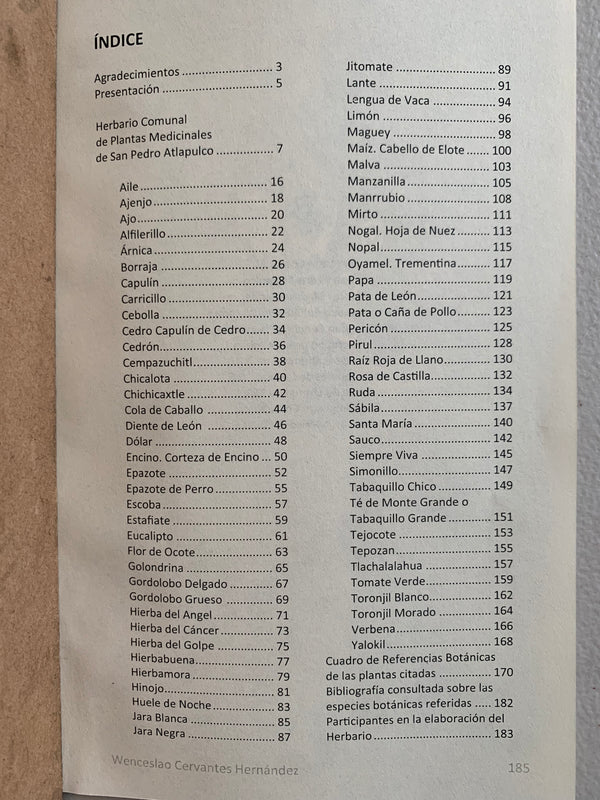 ÍNDICE
Agradecimientos ........................ 3
Presentación ............................. 5
Herbario Comunal
de Plantas Medicinales
de San Pedro Atlapulco ............... 7
Aile ................................. 16
Ajenjo .............................. 18
Ajo .................................. 20
Alfilerillo .......................... 22
Árnica .............................. 24
Borraja ............................. 26
Capulín ............................ 28
Carricillo .......................... 30
Cebolla ............................ 32
Cedro Capulín de Cedro ....... 34
Cedrón ............................. 36
Cempazuchitl .................... 38
Chicalota .......................... 40
Chichicaxtle ...................... 42
Cola de Caballo ................. 44
Diente de León .................. 46
Dólar ................................ 48
Encino. Corteza de Encino ... 50
Epazote ............................ 52
Epazote de Perro ................ 55
Escoba .............................. 57
Estafiate ........................... 59
Eucalipto ........................... 61
Flor de Ocote ..................... 63
Golondrina ........................ 65
Gordolobo Delgado ............ 67
Gordolobo Grueso .............. 69
Hierba del Angel ................. 71
Hierba del Cáncer ............... 73
Hierba del Golpe ................ 75
Hierbabuena ...................... 77
Hierbamora ....................... 79
Hinojo ............................... 81
Huele de Noche ................. 83
Jara Blanca ........................ 85
Jara Negra ......................... 87
Jitomate ............................ 89
Lante ................................ 91
Lengua de Vaca .................. 94
Limón ............................... 96
Maguey ............................. 98
Maíz. Cabello de Elote ....... 100
Malva ............................... 103
Manzanilla ........................ 105
Manrrubio ........................ 108
Mirto ................................ 111
Nogal. Hoja de Nuez .......... 113
Nopal ............................... 115
Oyamel. Trementina .......... 117
Papa ................................. 119
Pata de León ..................... 121
Pata o Caña de Pollo .......... 123
Pericón ............................. 125
Pirul ................................. 128
Raíz Roja de Llano ............. 130
Rosa de Castilla ................. 132
Ruda ................................. 134
Sábila ............................... 137
Santa María ...................... 140
Sauco ............................... 142
Siempre Viva ..................... 145
Simonillo .......................... 147
Tabaquillo Chico ................ 149
Té de Monte Grande o
Tabaquillo Grande ............. 151
Tejocote ........................... 153
Tepozan ............................ 155
Tlachalalahua .................... 157
Tomate Verde .................... 159
Toronjil Blanco .................. 162
Toronjil Morado ................ 164
Verbena ............................ 166
Yalokil .............................. 168
Cuadro de Referencias Botánicas
de las plantas citadas ............... 170
Bibliografía consultada sobre las
especies botánicas referidas ..... 182
Participantes en la elaboración del
Herbario ................................. 183
Wenceslao Cervantes Hernández
185